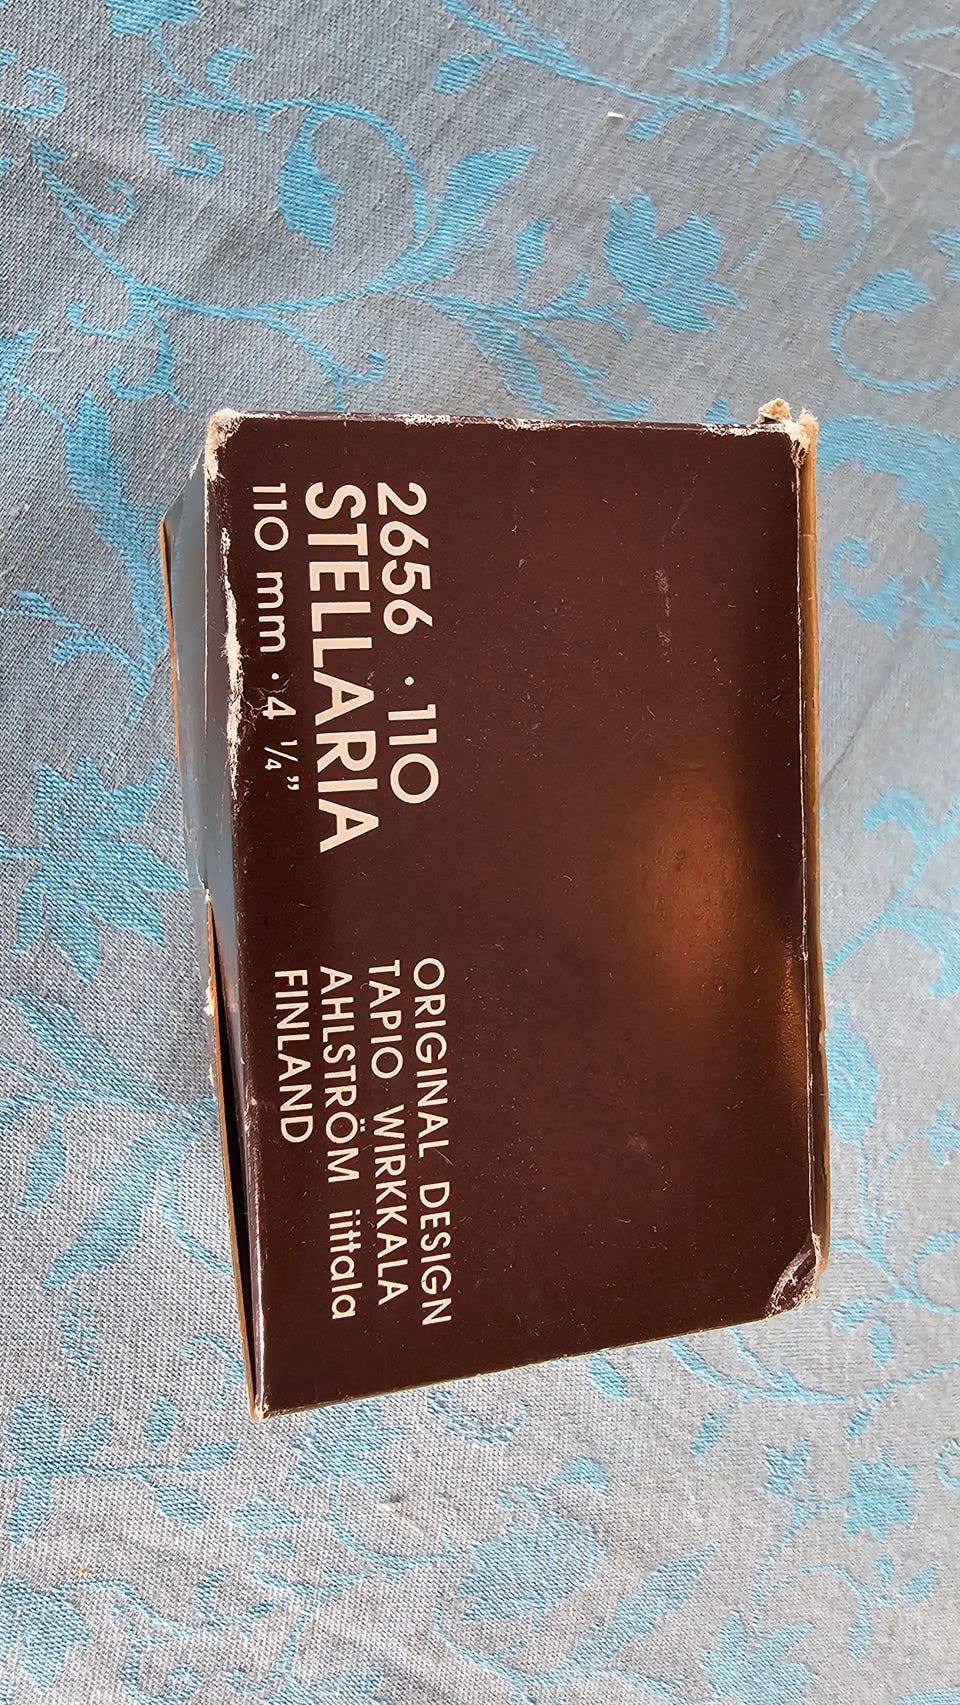 2656 · 110
STELLARIA
110 mm · 4 ¼”
ORIGINAL DESIGN
TAPIO WIRKKALA
AHLSTRÖM iittala
FINLAND